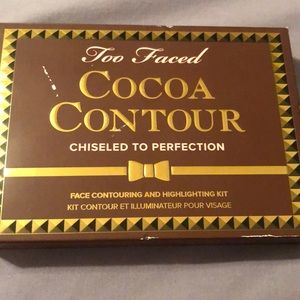 Too Faced
COCOA
CONTOUR
CHISELED TO PERFECTION
FACE CONTOURING AND HIGHLIGHTING KIT
KIT CONTOUR ET ILLUMINATEUR POUR VISAGE